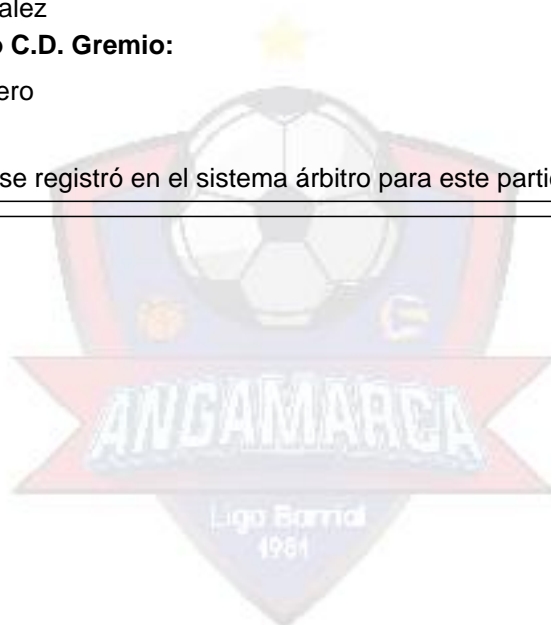 alez
o C.D. Gremio:
ero
se registró en el sistema árbitro para este parti
ANGAMARCA
Liga Barrial
1981